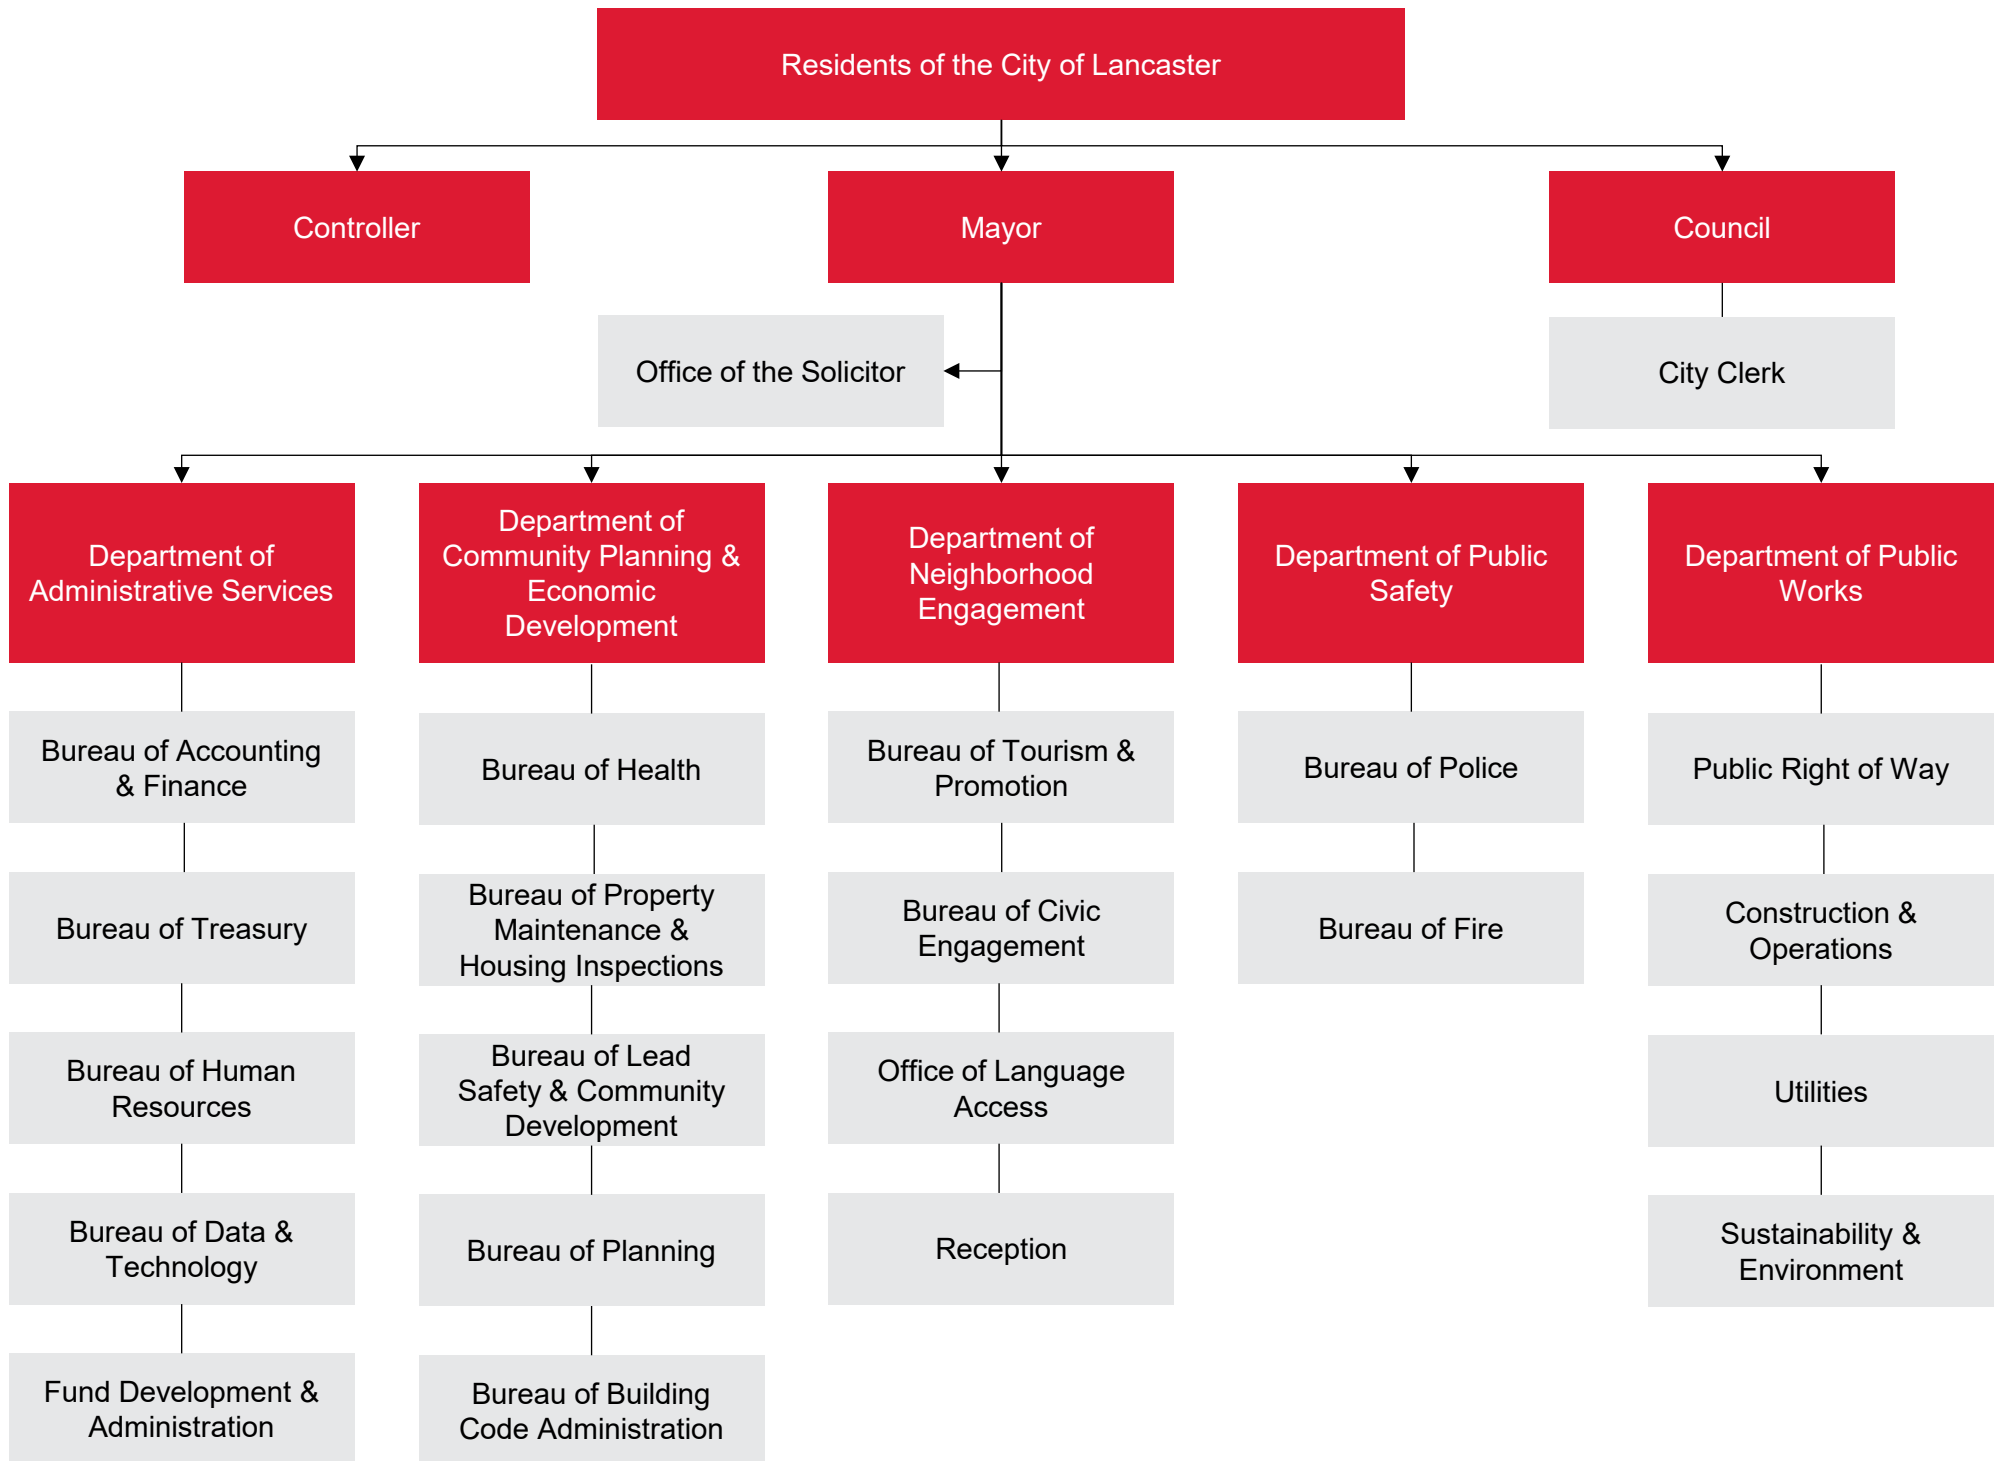 Residents of the City of Lancaster
Controller
Mayor
Council
Office of the Solicitor
City Clerk
Department of
Administrative Services
Department of
Community Planning &
Economic
Development
Department of
Neighborhood
Engagement
Department of Public
Safety
Department of Public
Works
Bureau of Accounting
& Finance
Bureau of Treasury
Bureau of Human
Resources
Bureau of Data &
Technology
Fund Development &
Administration
Bureau of Health
Bureau of Property
Maintenance &
Housing Inspections
Bureau of Lead
Safety & Community
Development
Bureau of Planning
Bureau of Building
Code Administration
Bureau of Tourism &
Promotion
Bureau of Civic
Engagement
Office of Language
Access
Reception
Bureau of Police
Bureau of Fire
Public Right of Way
Construction &
Operations
Utilities
Sustainability &
Environment